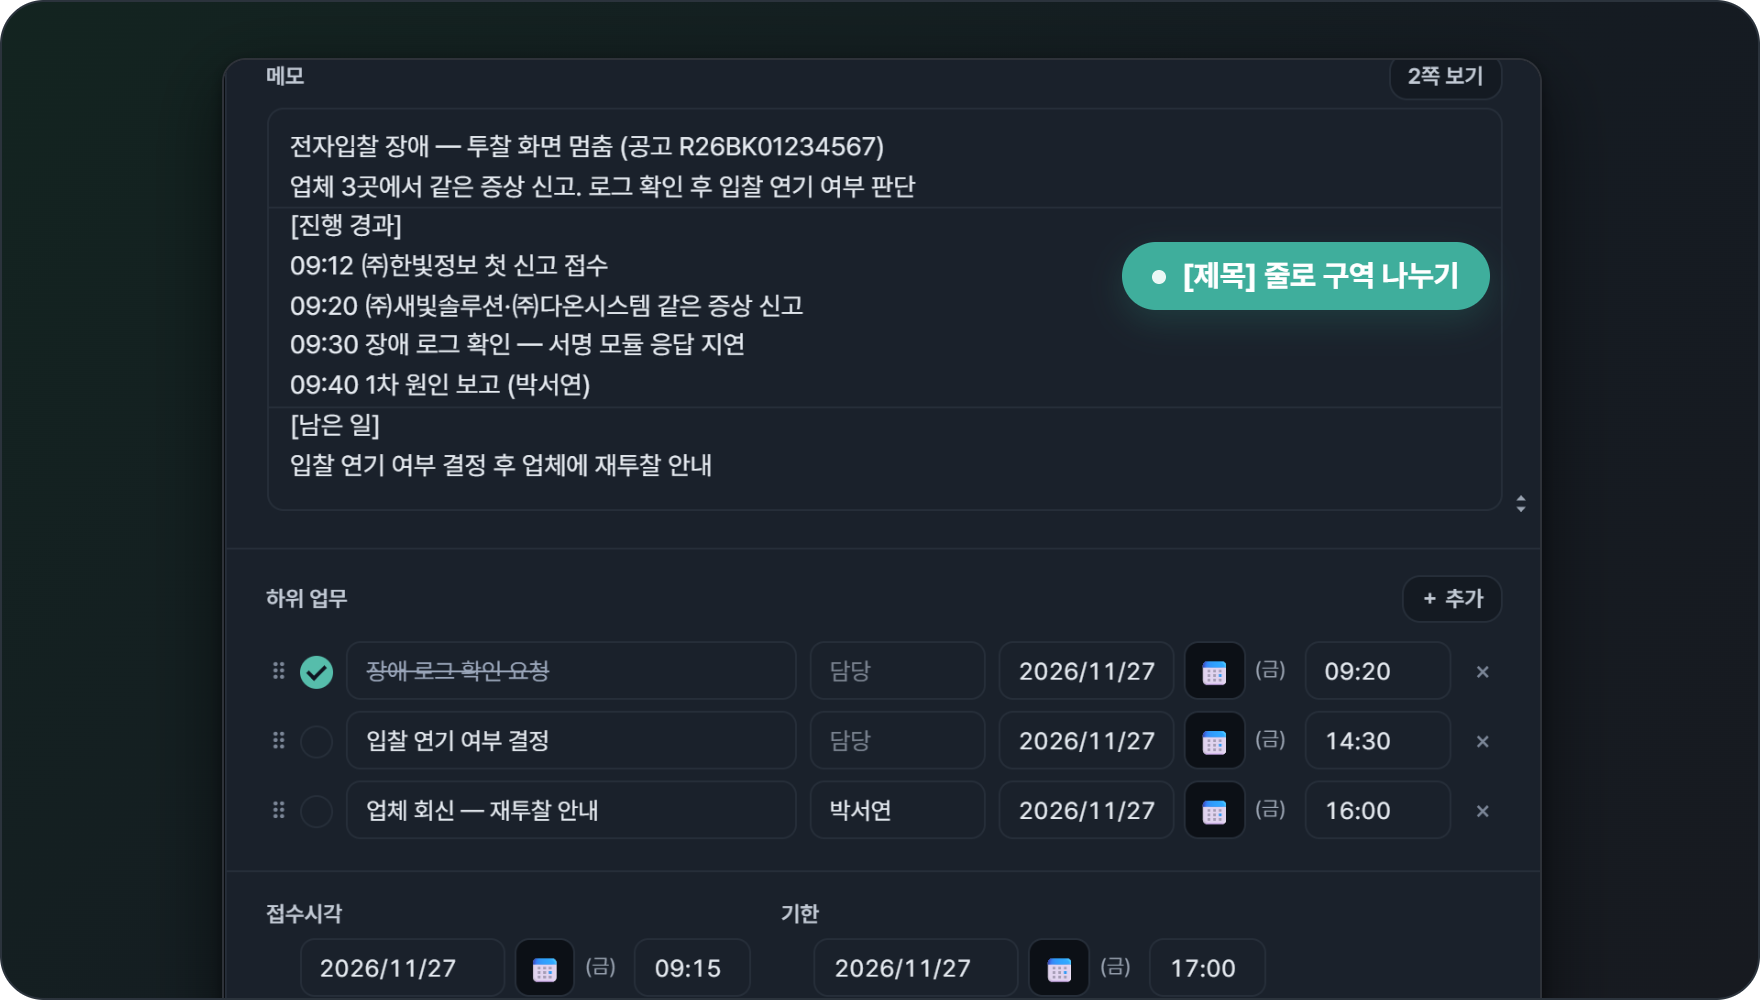 메모
2쪽 보기
전자입찰 장애 — 투찰 화면 멈춤 (공고 R26BK01234567)
업체 3곳에서 같은 증상 신고. 로그 확인 후 입찰 연기 여부 판단
[진행 경과]
09:12 ㈜한빛정보 첫 신고 접수
[제목] 줄로 구역 나누기
09:20 ㈜새빛솔루션·㈜다온시스템 같은 증상 신고
09:30 장애 로그 확인 — 서명 모듈 응답 지연
09:40 1차 원인 보고 (박서연)
[남은 일]
입찰 연기 여부 결정 후 업체에 재투찰 안내
하위 업무
+ 추가
장애 로그 확인 요청 담당 2026/11/27 (금) 09:20 ×
입찰 연기 여부 결정 담당 2026/11/27 (금) 14:30 ×
업체 회신 — 재투찰 안내 박서연 2026/11/27 (금) 16:00 ×
접수시각 기한
2026/11/27 (금) 09:15 2026/11/27 (금) 17:00